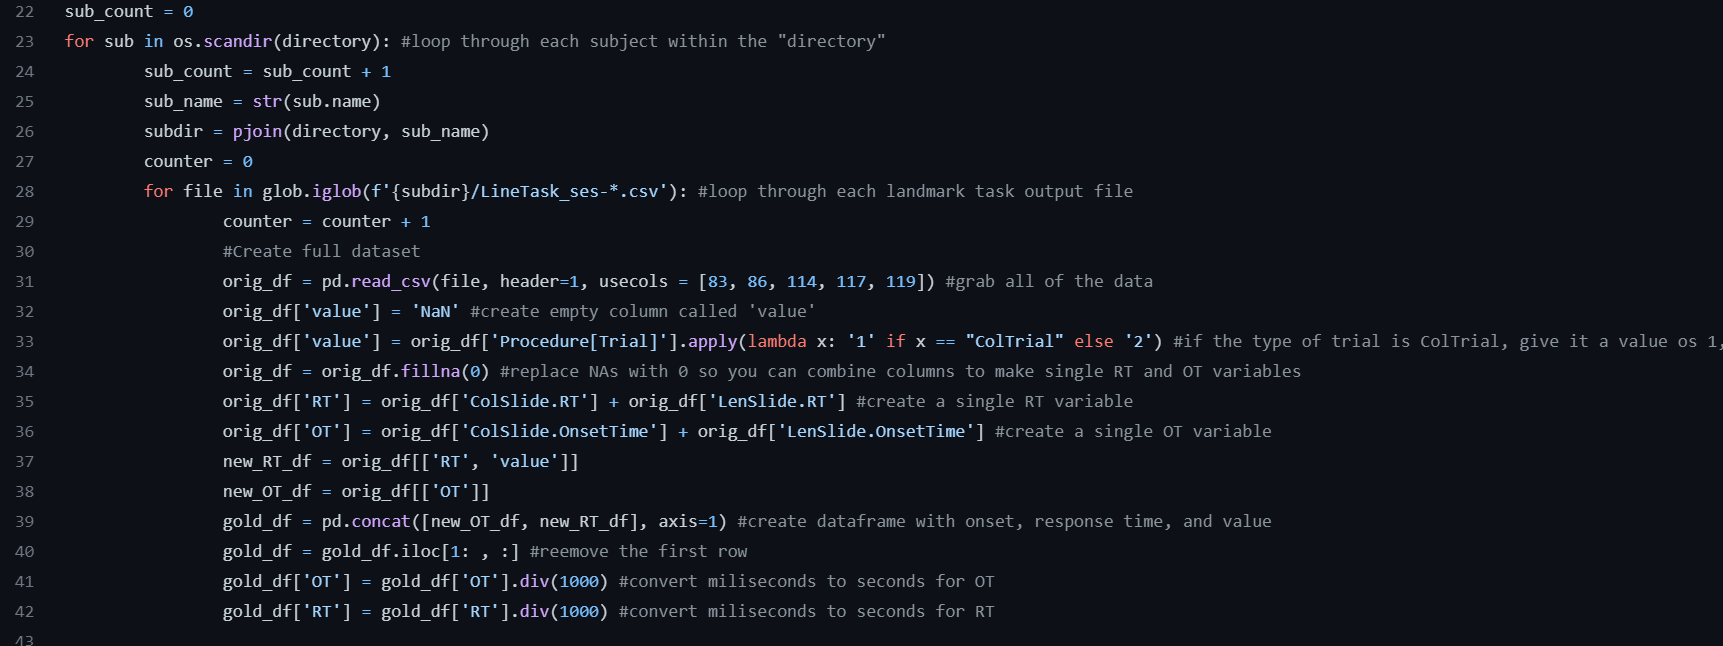 22 sub_count = 0
23 for sub in os.scandir(directory): #loop through each subject within the "directory"
24 sub_count = sub_count + 1
25 sub_name = str(sub.name)
26 subdir = pjoin(directory, sub_name)
27 counter = 0
28 for file in glob.iglob(f'{subdir}/LineTask_ses-*.csv'): #loop through each landmark task output file
29 counter = counter + 1
30 #Create full dataset
31 orig_df = pd.read_csv(file, header=1, usecols = [83, 86, 114, 117, 119]) #grab all of the data
32 orig_df['value'] = 'NaN' #create empty column called 'value'
33 orig_df['value'] = orig_df['Procedure[Trial]'].apply(lambda x: '1' if x == "ColTrial" else '2') #if the type of trial is ColTrial, give it a value os 1,
34 orig_df = orig_df.fillna(0) #replace NAs with 0 so you can combine columns to make single RT and OT variables
35 orig_df['RT'] = orig_df['ColSlide.RT'] + orig_df['LenSlide.RT'] #create a single RT variable
36 orig_df['OT'] = orig_df['ColSlide.OnsetTime'] + orig_df['LenSlide.OnsetTime'] #create a single OT variable
37 new_RT_df = orig_df[['RT', 'value']]
38 new_OT_df = orig_df[['OT']]
39 gold_df = pd.concat([new_OT_df, new_RT_df], axis=1) #create dataframe with onset, response time, and value
40 gold_df = gold_df.iloc[1: , :] #reemove the first row
41 gold_df['OT'] = gold_df['OT'].div(1000) #convert miliseconds to seconds for OT
42 gold_df['RT'] = gold_df['RT'].div(1000) #convert miliseconds to seconds for RT
43